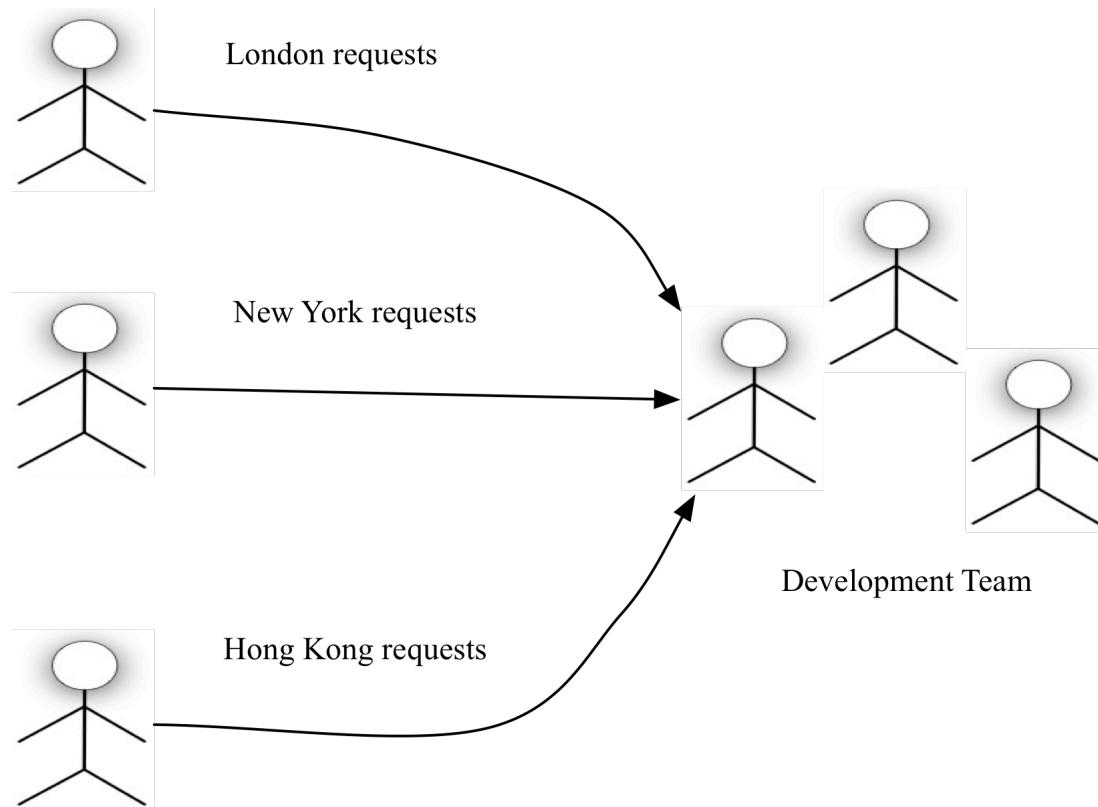 London requests
New York requests
Hong Kong requests
Development Team